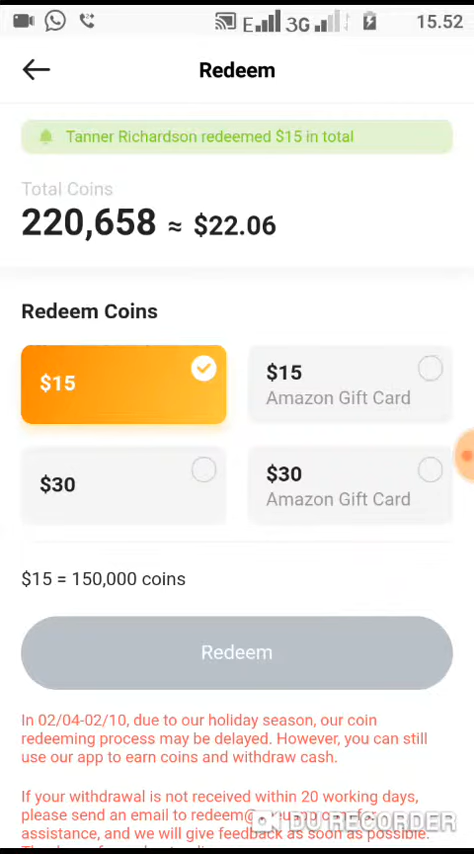 E 3G 15.52
Redeem
Tanner Richardson redeemed $15 in total
Total Coins
220,658 ≈ $22.06
Redeem Coins
$15
$15
Amazon Gift Card
$30
$30
Amazon Gift Card
$15 = 150,000 coins
Redeem
In 02/04-02/10, due to our holiday season, our coin
redeeming process may be delayed. However, you can still
use our app to earn coins and withdraw cash.
If your withdrawal is not received within 20 working days,
please send an email to redeem@ for
assistance, and we will give feedback as soon as possible.
DU RECORDER